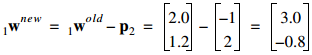 ₁w^new = ₁w^old – p₂ = [2.0 1.2] – [–1 2] = [3.0 –0.8]